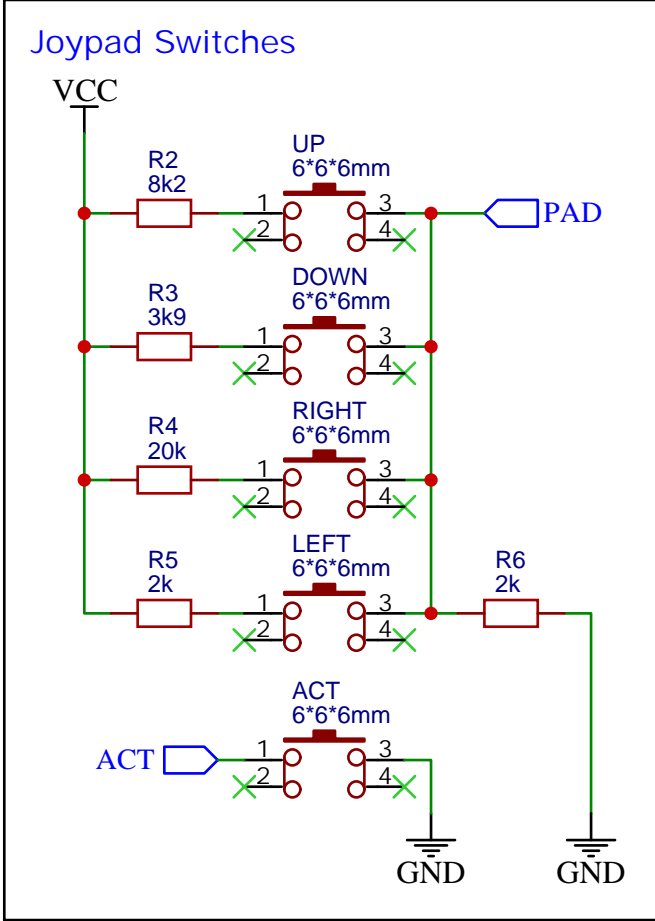 Joypad Switches
VCC
R2
8k2
UP
6*6*6mm
1
2
3
4
PAD
R3
3k9
DOWN
6*6*6mm
1
2
3
4
R4
20k
RIGHT
6*6*6mm
1
2
3
4
R5
2k
LEFT
6*6*6mm
1
2
3
4
R6
2k
ACT
6*6*6mm
ACT
1
2
3
4
GND
GND